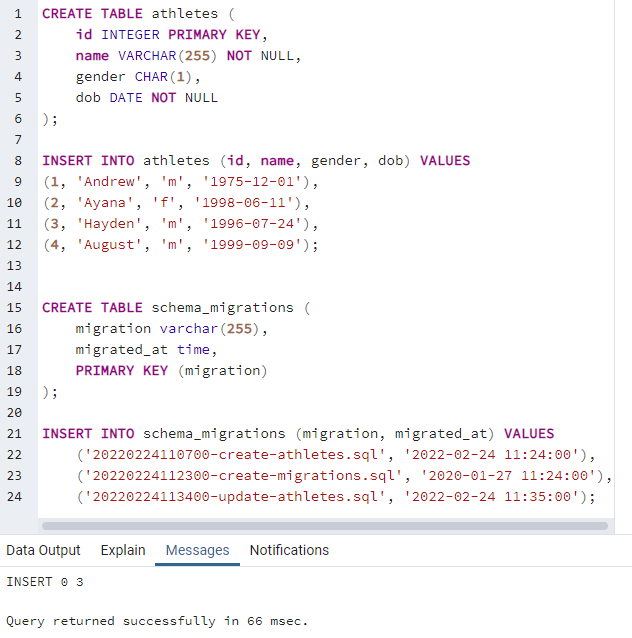 1 CREATE TABLE athletes (
2 id INTEGER PRIMARY KEY,
3 name VARCHAR(255) NOT NULL,
4 gender CHAR(1),
5 dob DATE NOT NULL
6 );
7
8 INSERT INTO athletes (id, name, gender, dob) VALUES
9 (1, 'Andrew', 'm', '1975-12-01'),
10 (2, 'Ayana', 'f', '1998-06-11'),
11 (3, 'Hayden', 'm', '1996-07-24'),
12 (4, 'August', 'm', '1999-09-09');
13
14
15 CREATE TABLE schema_migrations (
16 migration varchar(255),
17 migrated_at time,
18 PRIMARY KEY (migration)
19 );
20
21 INSERT INTO schema_migrations (migration, migrated_at) VALUES
22 ('20220224110700-create-athletes.sql', '2022-02-24 11:24:00'),
23 ('20220224112300-create-migrations.sql', '2020-01-27 11:24:00'),
24 ('20220224113400-update-athletes.sql', '2022-02-24 11:35:00');
Data Output Explain Messages Notifications
INSERT 0 3
Query returned successfully in 66 msec.